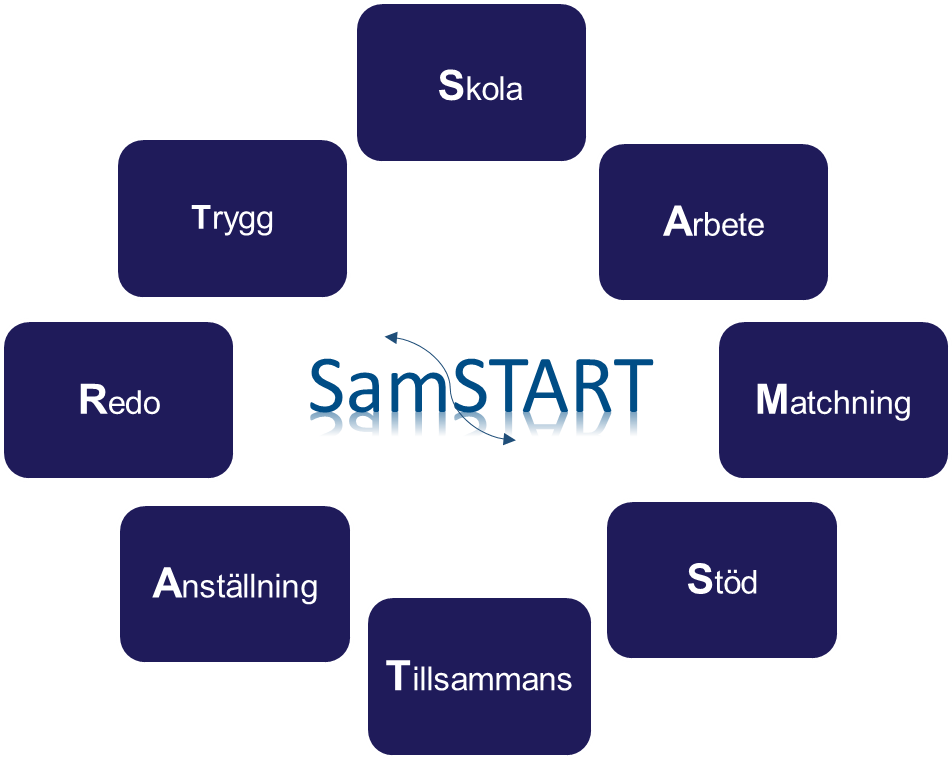 Skola
Arbete
Matchning
Stöd
Tillsammans
Anställning
Redo
Trygg
SamSTART